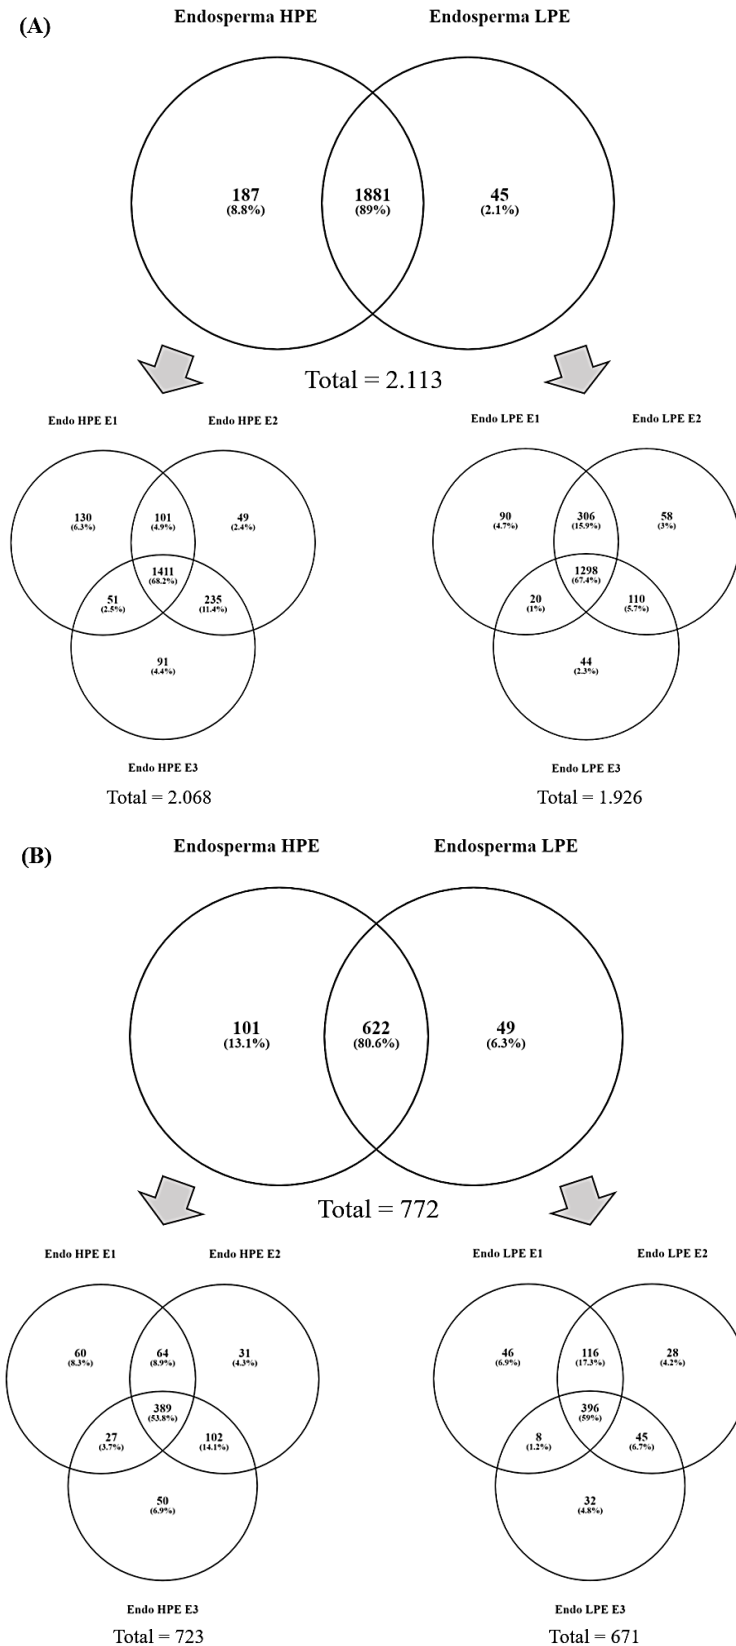 (A)
Endosperma HPE
Endosperma LPE
187
(8.8%)
1881
(89%)
45
(2.1%)
Total = 2.113
Endo HPE E1
Endo HPE E2
130
(6.3%)
101
(4.9%)
49
(2.4%)
1411
(68.2%)
51
(2.5%)
235
(11.4%)
91
(4.4%)
Endo HPE E3
Total = 2.068
Endo LPE E1
Endo LPE E2
90
(4.7%)
306
(15.9%)
58
(3%)
1298
(67.4%)
20
(1%)
110
(5.7%)
44
(2.3%)
Endo LPE E3
Total = 1.926
(B)
Endosperma HPE
Endosperma LPE
101
(13.1%)
622
(80.6%)
49
(6.3%)
Total = 772
Endo HPE E1
Endo HPE E2
60
(8.3%)
64
(8.9%)
31
(4.3%)
389
(53.8%)
27
(3.7%)
102
(14.1%)
50
(6.9%)
Endo HPE E3
Total = 723
Endo LPE E1
Endo LPE E2
46
(6.9%)
116
(17.3%)
28
(4.2%)
396
(59%)
8
(1.2%)
45
(6.7%)
32
(4.8%)
Endo LPE E3
Total = 671